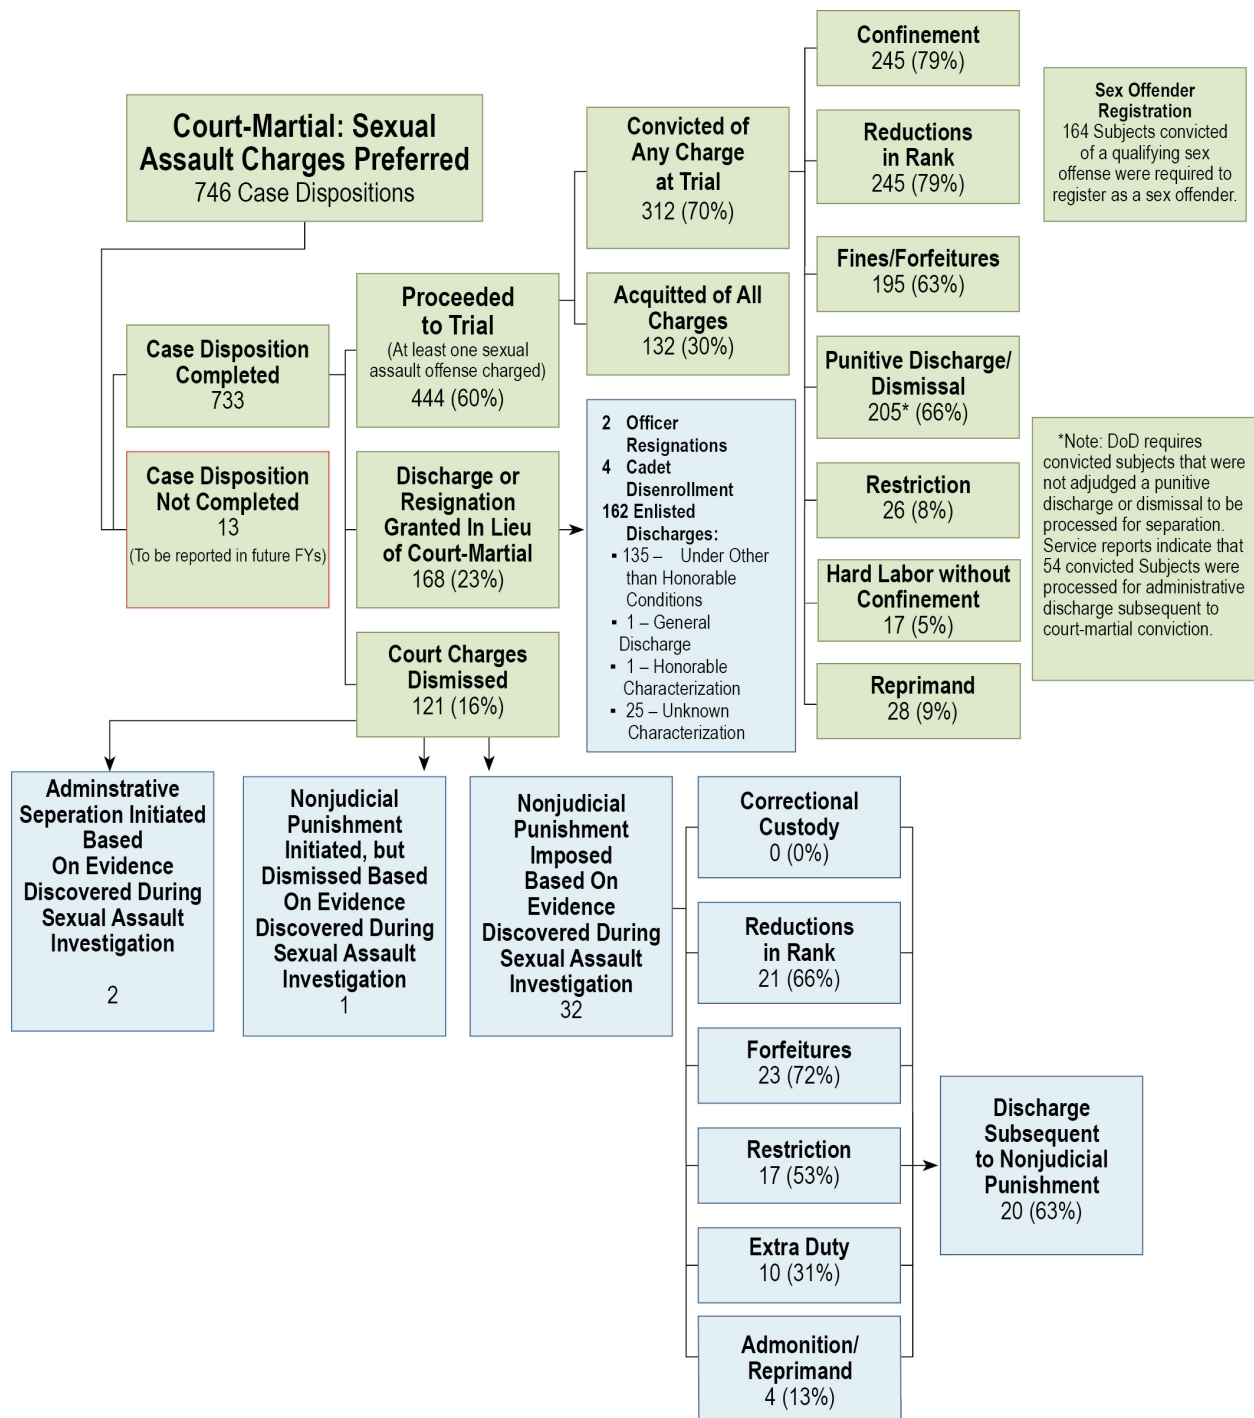 Court-Martial: Sexual
Assault Charges Preferred
746 Case Dispositions
Case Disposition
Completed
733
Case Disposition
Not Completed
13
(To be reported in future FYs)
Proceeded
to Trial
(At least one sexual
assault offense charged)
444 (60%)
Discharge or
Resignation
Granted In Lieu
of Court-Martial
168 (23%)
Court Charges
Dismissed
121 (16%)
Convicted of
Any Charge
at Trial
312 (70%)
Acquitted of All
Charges
132 (30%)
2 Officer
Resignations
4 Cadet
Disenrollment
162 Enlisted
Discharges:
▪ 135 – Under Other
than Honorable
Conditions
▪ 1 – General
Discharge
▪ 1 – Honorable
Characterization
▪ 25 – Unknown
Characterization
Confinement
245 (79%)
Reductions
in Rank
245 (79%)
Fines/Forfeitures
195 (63%)
Punitive Discharge/
Dismissal
205* (66%)
Restriction
26 (8%)
Hard Labor without
Confinement
17 (5%)
Reprimand
28 (9%)
Sex Offender
Registration
164 Subjects convicted
of a qualifying sex
offense were required to
register as a sex offender.
*Note: DoD requires
convicted subjects that were
not adjudged a punitive
discharge or dismissal to be
processed for separation.
Service reports indicate that
54 convicted Subjects were
processed for administrative
discharge subsequent to
court-martial conviction.
Adminstrative
Seperation Initiated
Based
On Evidence
Discovered During
Sexual Assault
Investigation
2
Nonjudicial
Punishment
Initiated, but
Dismissed Based
On Evidence
Discovered During
Sexual Assault
Investigation
1
Nonjudicial
Punishment
Imposed
Based On
Evidence
Discovered During
Sexual Assault
Investigation
32
Correctional
Custody
0 (0%)
Reductions
in Rank
21 (66%)
Forfeitures
23 (72%)
Restriction
17 (53%)
Extra Duty
10 (31%)
Admonition/
Reprimand
4 (13%)
Discharge
Subsequent
to Nonjudicial
Punishment
20 (63%)